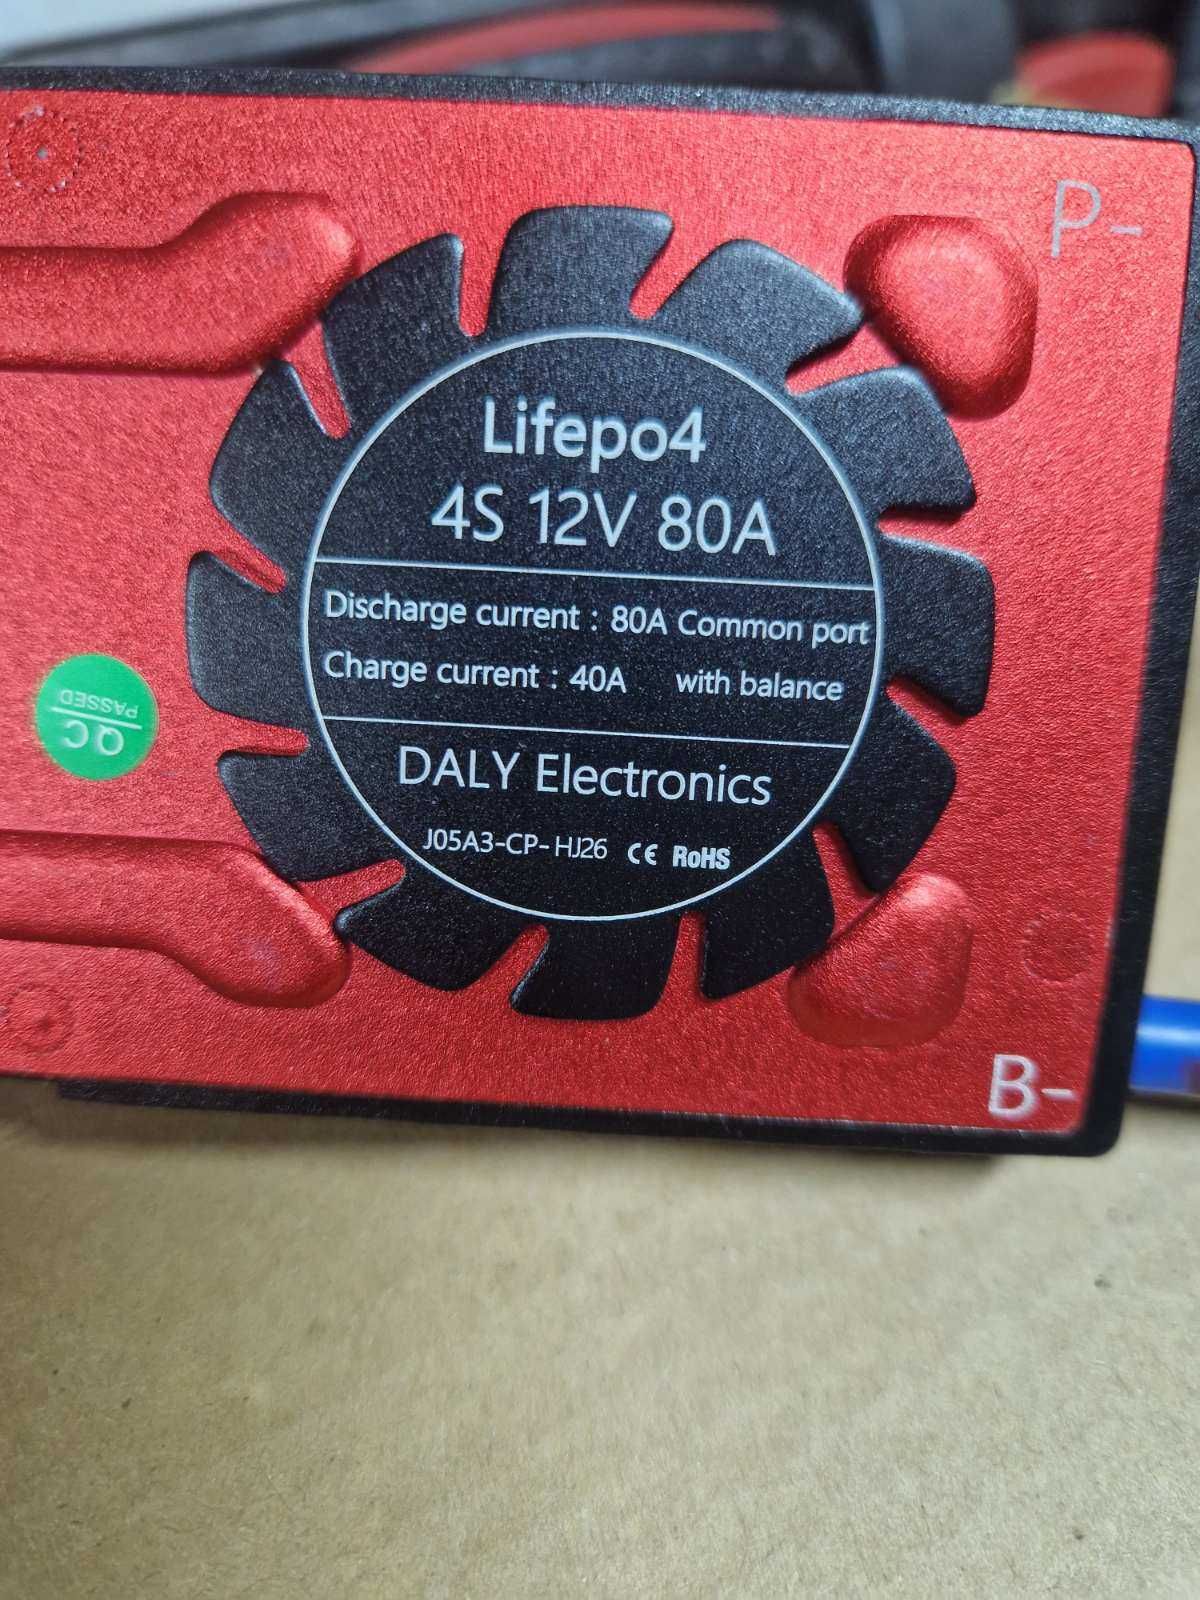 P-
Lifepo4
4S 12V 80A
Discharge current : 80A Common port
Charge current : 40A with balance
QC
PASSED
DALY Electronics
J05A3-CP-HJ26 CE RoHS
B-